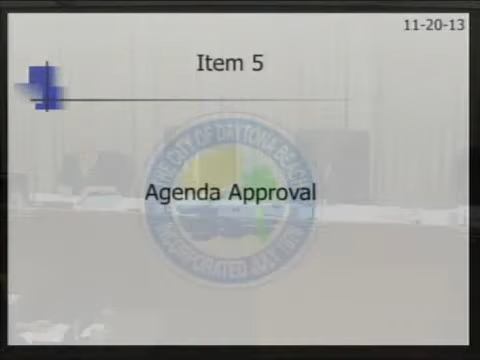 11-20-13
Item 5
THE CITY OF DAYTONA BEACH
Agenda Approval
INCORPORATED